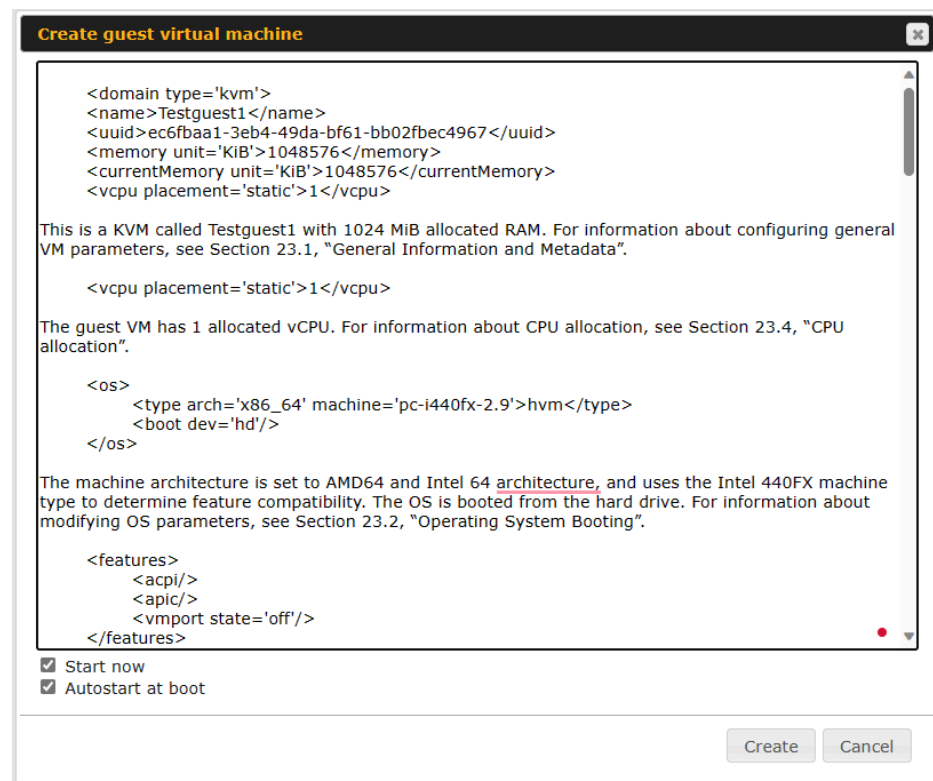 Create guest virtual machine
<domain type='kvm'>
<name>Testguest1</name>
<uuid>ec6fbaa1-3eb4-49da-bf61-bb02fbec4967</uuid>
<memory unit='KiB'>1048576</memory>
<currentMemory unit='KiB'>1048576</currentMemory>
<vcpu placement='static'>1</vcpu>
This is a KVM called Testguest1 with 1024 MiB allocated RAM. For information about configuring general
VM parameters, see Section 23.1, “General Information and Metadata”.
<vcpu placement='static'>1</vcpu>
The guest VM has 1 allocated vCPU. For information about CPU allocation, see Section 23.4, “CPU
allocation”.
<os>
<type arch='x86_64' machine='pc-i440fx-2.9'>hvm</type>
<boot dev='hd'/>
</os>
The machine architecture is set to AMD64 and Intel 64 architecture, and uses the Intel 440FX machine
type to determine feature compatibility. The OS is booted from the hard drive. For information about
modifying OS parameters, see Section 23.2, “Operating System Booting”.
<features>
<acpi/>
<apic/>
<vmport state='off'/>
</features>
Start now
Autostart at boot
Create Cancel